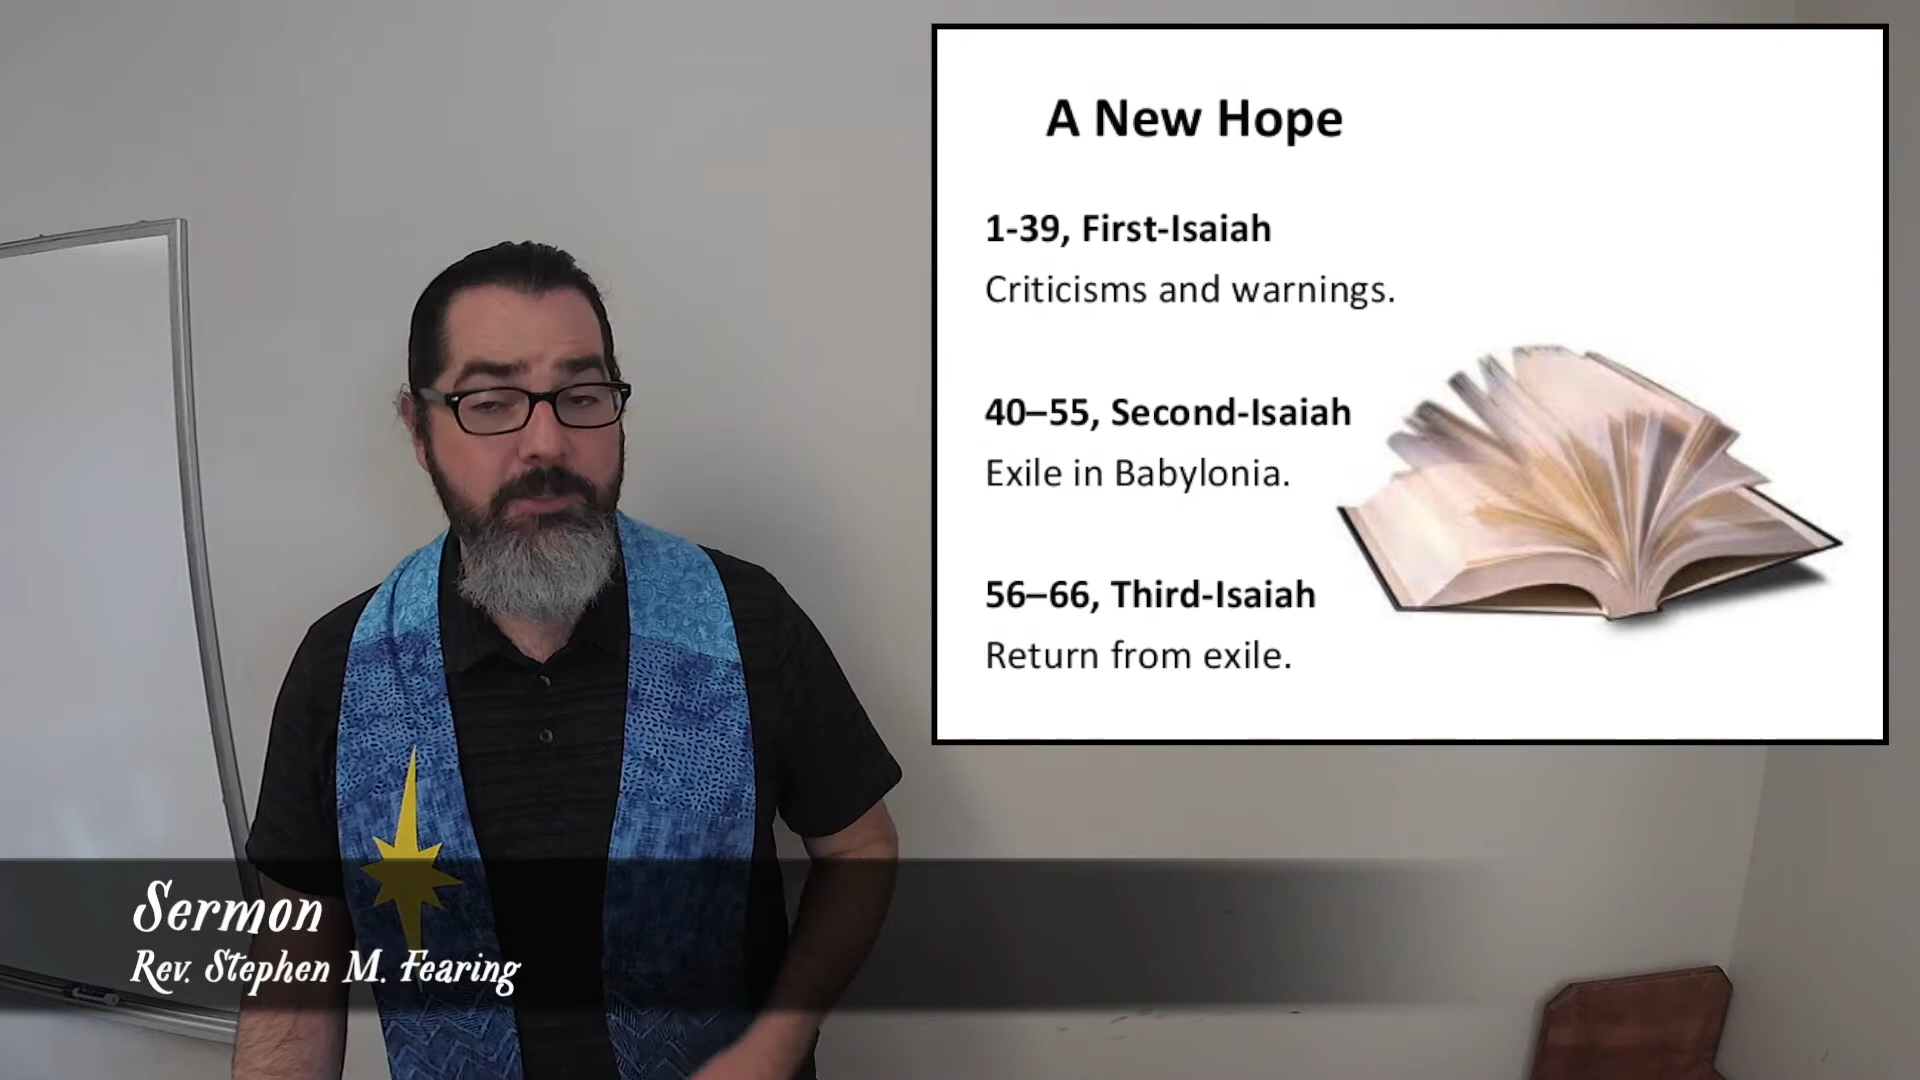 A New Hope
1-39, First-Isaiah
Criticisms and warnings.
40–55, Second-Isaiah
Exile in Babylonia.
56–66, Third-Isaiah
Return from exile.
Sermon
Rev. Stephen M. Fearing